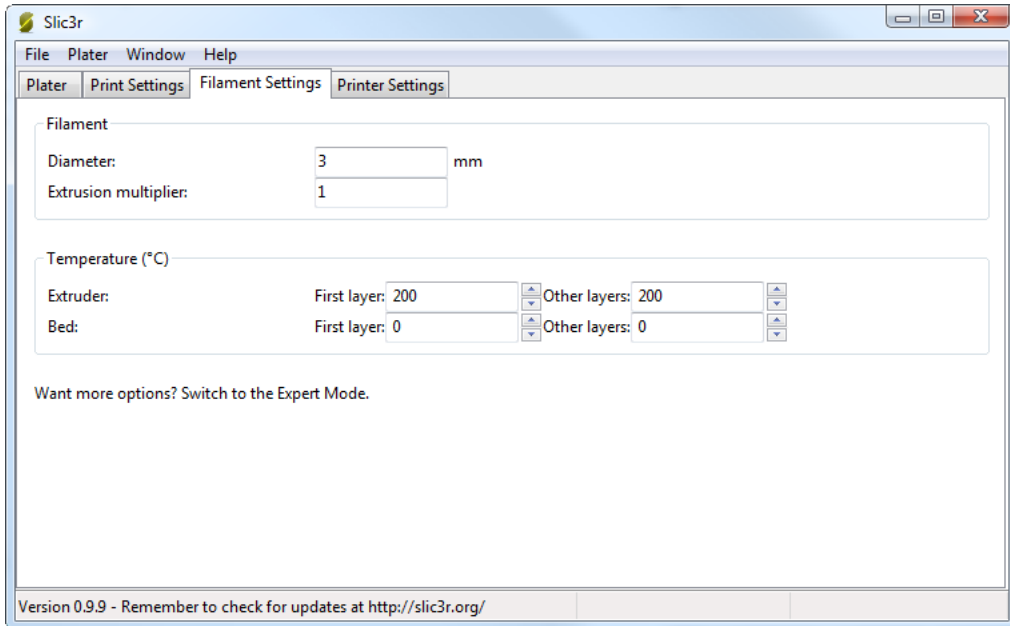 Slic3r
File Plater Window Help
Plater Print Settings Filament Settings Printer Settings
Filament
Diameter: 3 mm
Extrusion multiplier: 1
Temperature (°C)
Extruder: First layer: 200 Other layers: 200
Bed: First layer: 0 Other layers: 0
Want more options? Switch to the Expert Mode.
Version 0.9.9 - Remember to check for updates at http://slic3r.org/